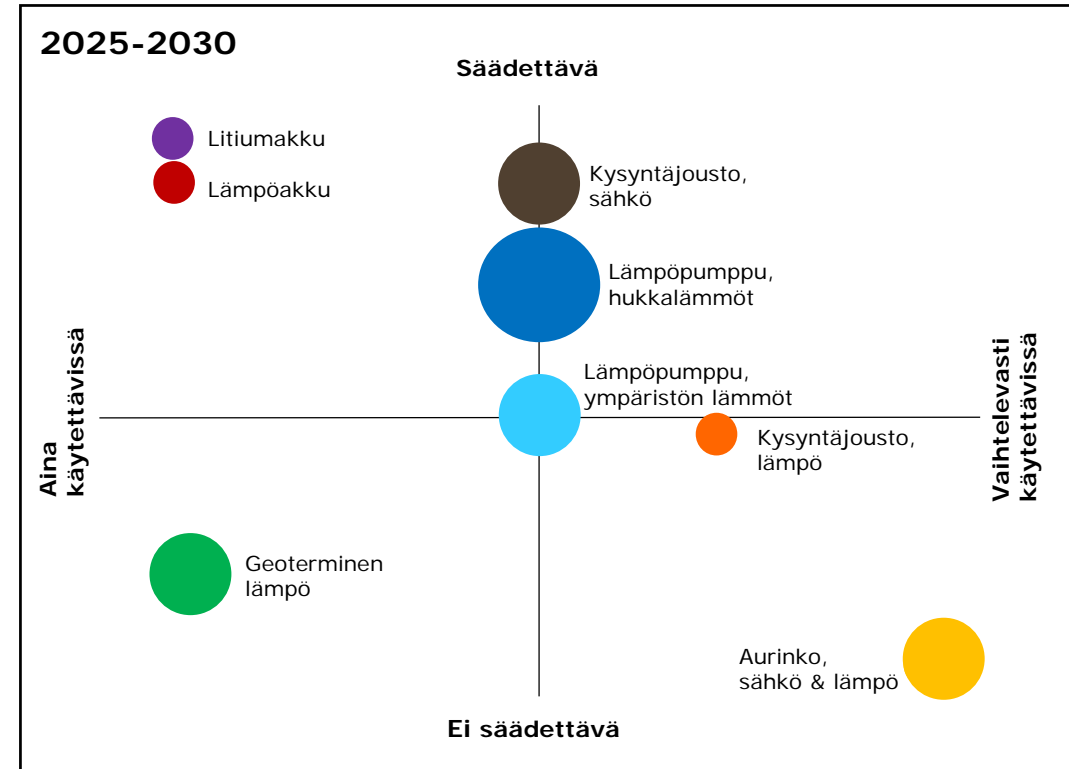 2025-2030
Säädettävä
Litiumakku
Lämpöakku
Kysyntäjousto,
sähkö
Lämpöpumppu,
hukkalämmöt
Lämpöpumppu,
ympäristön lämmöt
Aina
käytettävissä
Vaihtelevasti
käytettävissä
Kysyntäjousto,
lämpö
Geoterminen
lämpö
Aurinko,
sähkö & lämpö
Ei säädettävä